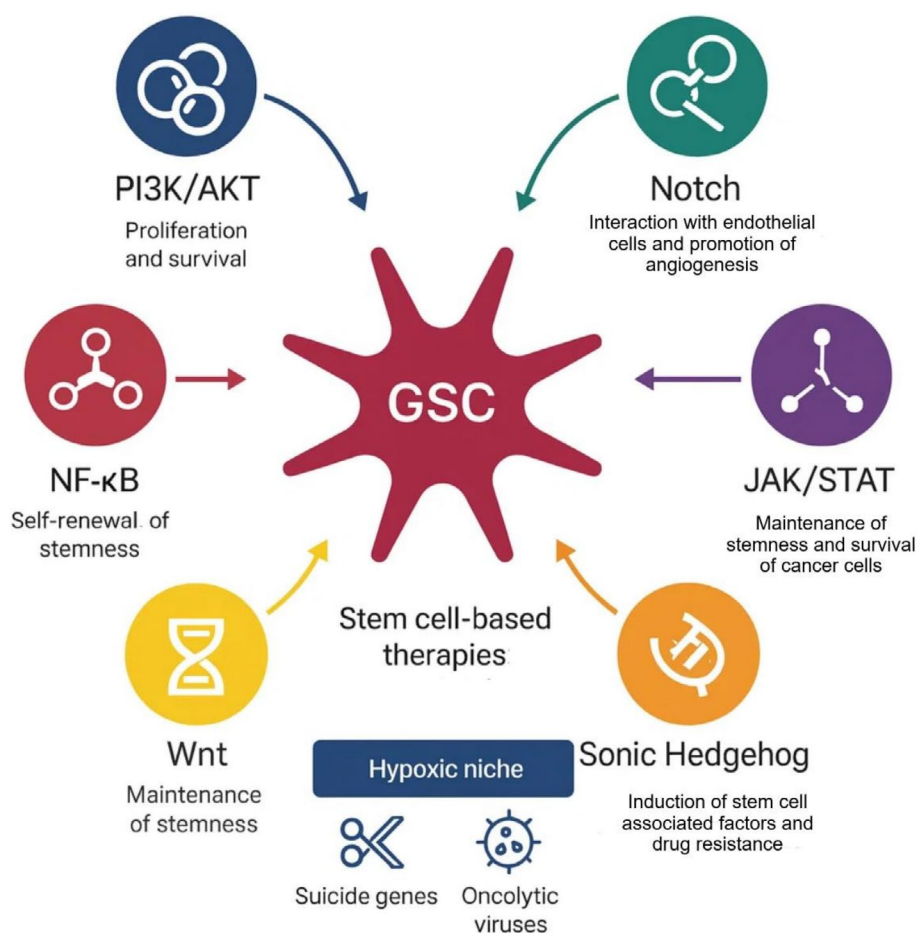 PI3K/AKT
Proliferation
and survival
Notch
Interaction with endothelial
cells and promotion of
angiogenesis
GSC
NF-κB
Self-renewal. of
stemness
JAK/STAT
Maintenance of
stemness and survival
of cancer cells
Stem cell-based
therapies
Wnt
Maintenance
of stemness
Hypoxic niche
Suicide genes
Oncolytic
viruses
Sonic Hedgehog
Induction of stem cell
associated factors and
drug resistance